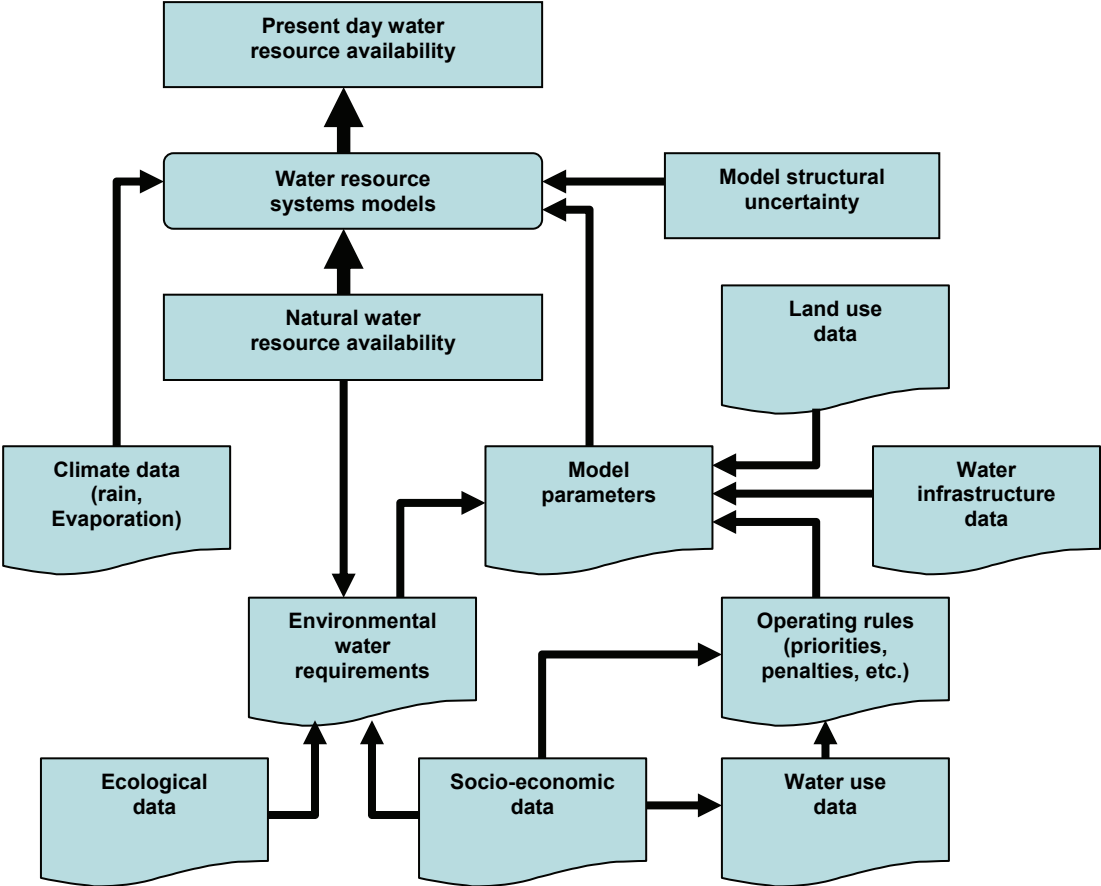 Present day water
resource availability
Water resource
systems models
Model structural
uncertainty
Natural water
resource availability
Land use
data
Climate data
(rain,
Evaporation)
Model
parameters
Water
infrastructure
data
Environmental
water
requirements
Operating rules
(priorities,
penalties, etc.)
Ecological
data
Socio-economic
data
Water use
data